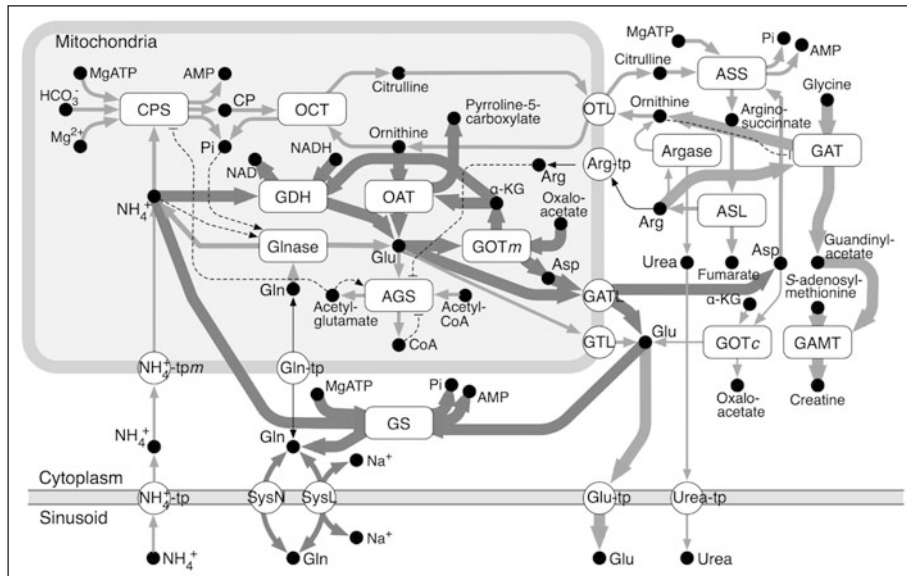 Mitochondria
MgATP
AMP
HCO₃⁻
CPS
CP
Mg²⁺
Pi
OCT
Citrulline
Ornithine
Pyrroline-5-
carboxylate
NAD
NADH
GDH
OAT
α-KG
Oxalo-
acetate
NH₄⁺
Glnase
Glu
GOTm
Asp
Gln
Acetyl-
glutamate
AGS
Acetyl-
CoA
CoA
Arg
OTL
Arg-tp
GATL
GTL
NH₄⁺-tpm
Gln-tp
MgATP
Pi
AMP
Citrulline
ASS
Glycine
Ornithine
Argino-
succinnate
Argase
GAT
Arg
ASL
Urea
Fumarate
Asp
Guandinyl-
acetate
S-adenosyl-
methionine
α-KG
Glu
GOTc
GAMT
Oxalo-
acetate
Creatine
MgATP
Pi
AMP
GS
NH₄⁺
Gln
Na⁺
Cytoplasm
NH₄⁺-tp
SysN
SysL
Glu-tp
Urea-tp
Sinusoid
Na⁺
NH₄⁺
Gln
Glu
Urea